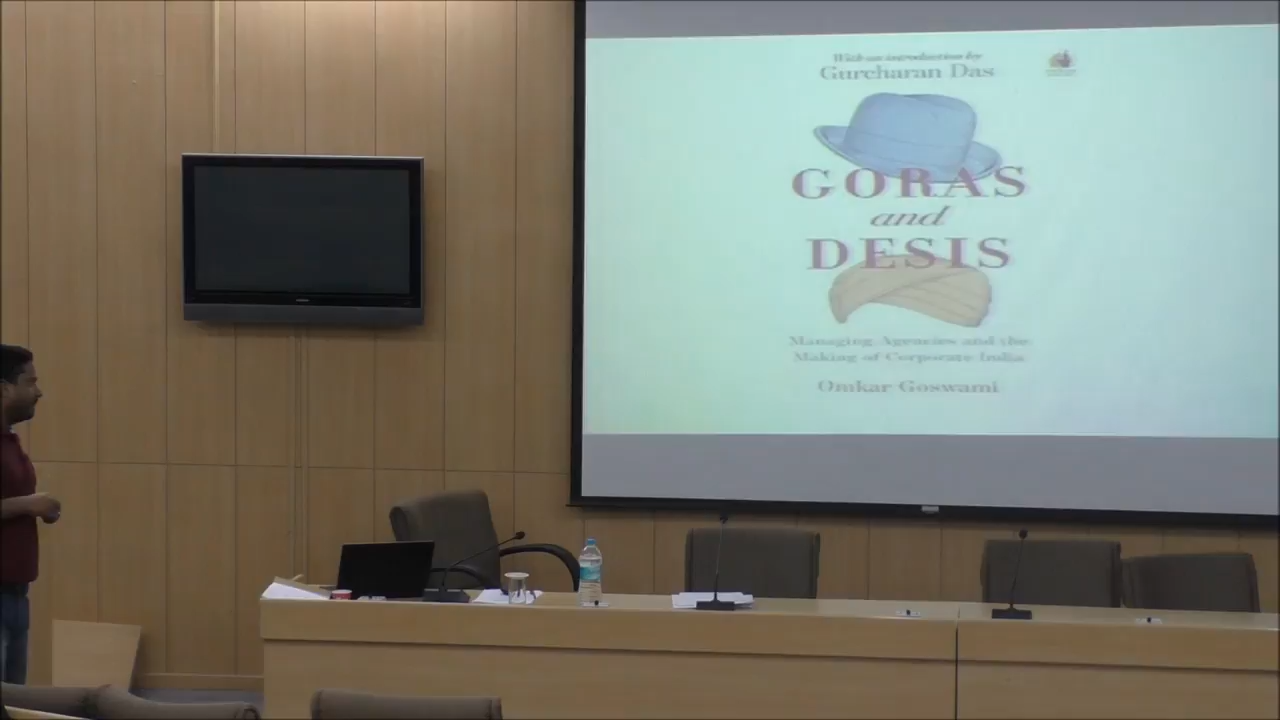 With an introduction by
Gurcharan Das
GORAS
and
DESIS
Managing Agencies and the
Making of Corporate India
Omkar Goswami